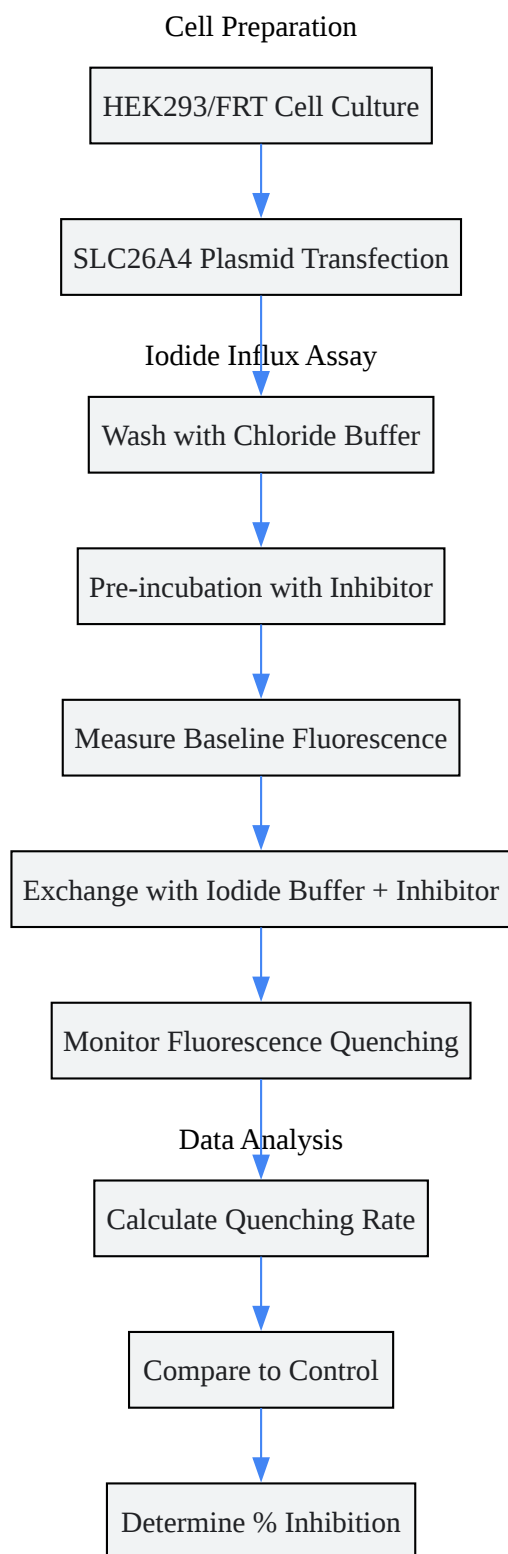 Cell Preparation
HEK293/FRT Cell Culture
SLC26A4 Plasmid Transfection
Iodide Influx Assay
Wash with Chloride Buffer
Pre-incubation with Inhibitor
Measure Baseline Fluorescence
Exchange with Iodide Buffer + Inhibitor
Monitor Fluorescence Quenching
Data Analysis
Calculate Quenching Rate
Compare to Control
Determine % Inhibition